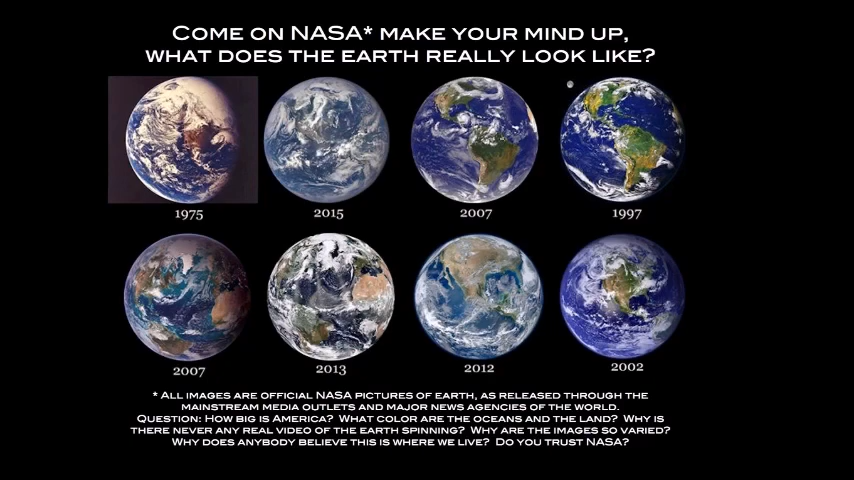 COME ON NASA* MAKE YOUR MIND UP,
WHAT DOES THE EARTH REALLY LOOK LIKE?
1975
2015
2007
1997
2007
2013
2012
2002
* ALL IMAGES ARE OFFICIAL NASA PICTURES OF EARTH, AS RELEASED THROUGH THE
MAINSTREAM MEDIA OUTLETS AND MAJOR NEWS AGENCIES OF THE WORLD.
QUESTION: HOW BIG IS AMERICA? WHAT COLOR ARE THE OCEANS AND THE LAND? WHY IS
THERE NEVER ANY REAL VIDEO OF THE EARTH SPINNING? WHY ARE THE IMAGES SO VARIED?
WHY DOES ANYBODY BELIEVE THIS IS WHERE WE LIVE? DO YOU TRUST NASA?